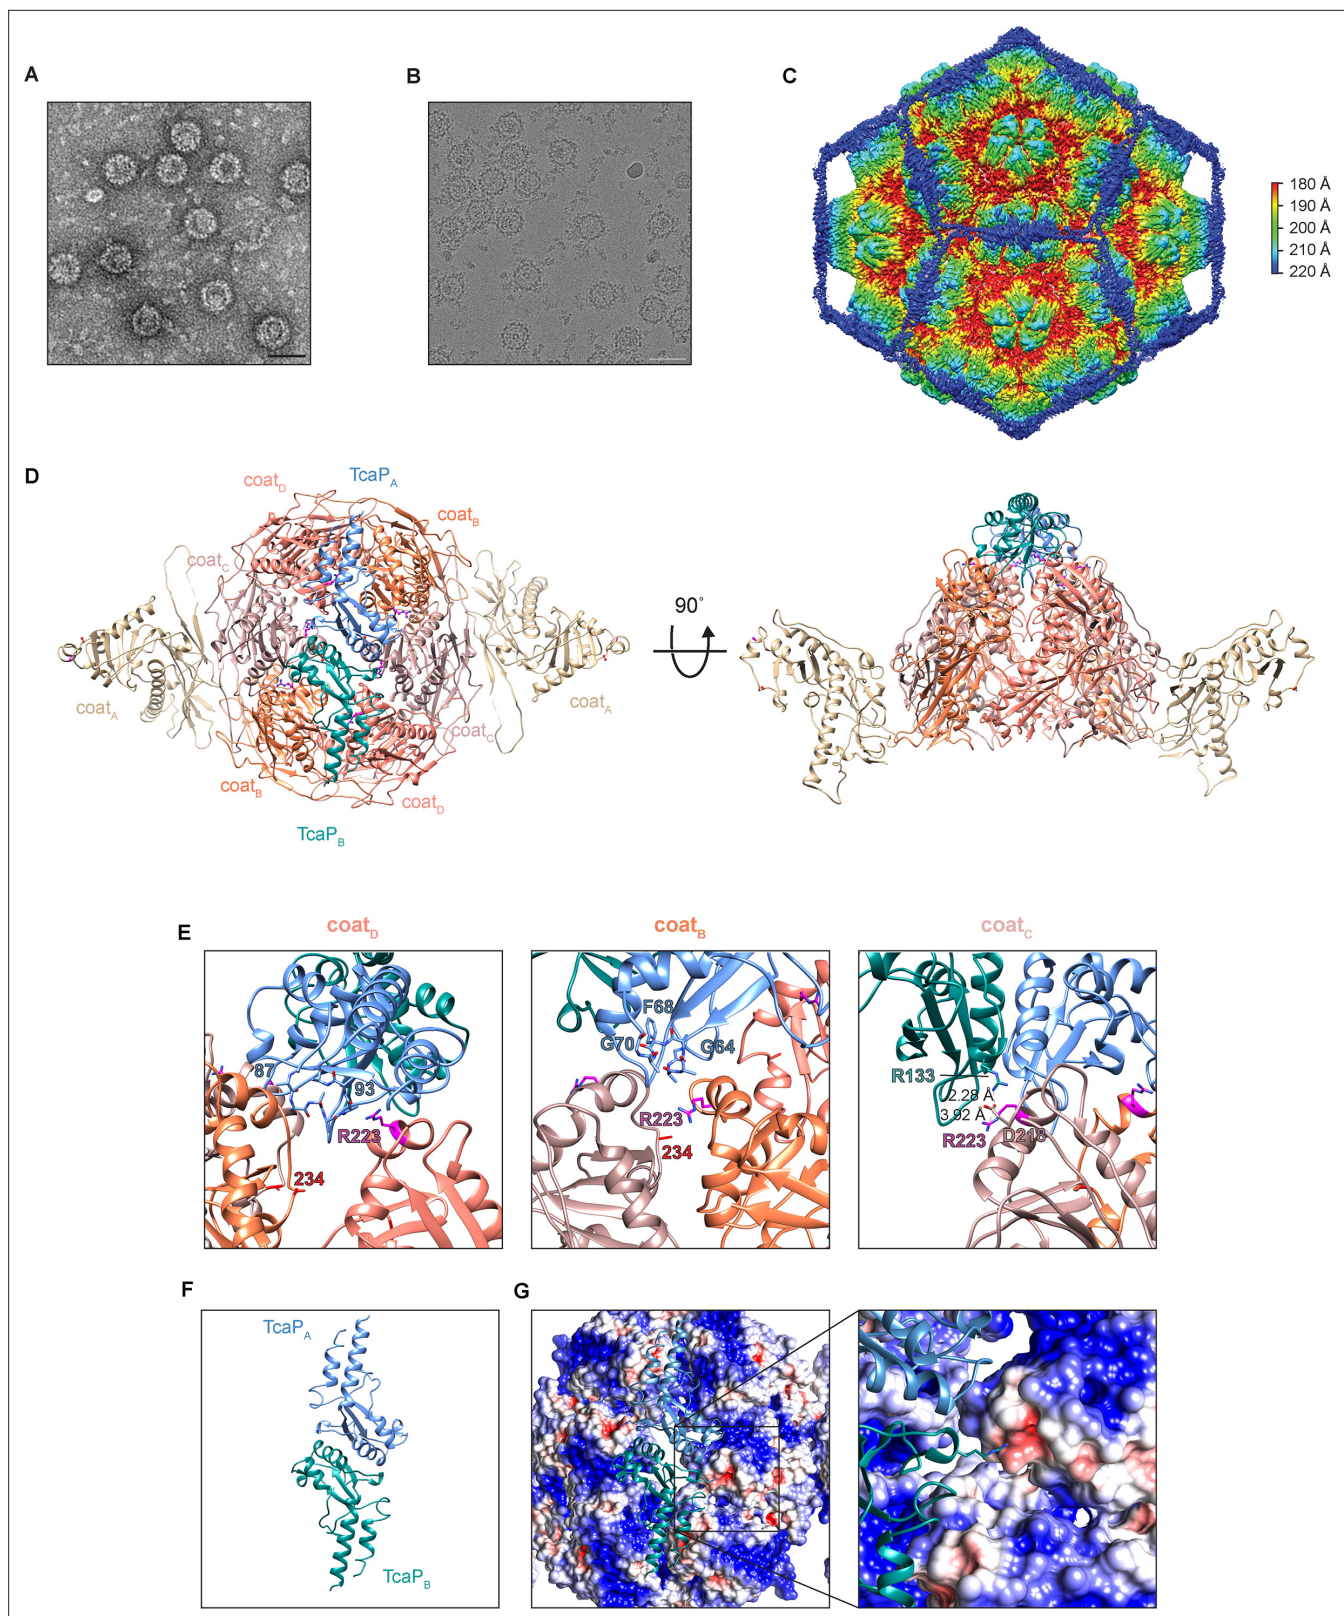 A
B
C
180 Å
190 Å
200 Å
210 Å
220 Å
D
coatD
TcaPA
coatB
coatC
coatA
coatA
coatC
coatB
coatD
TcaPB
90°
E
coatD
coatB
coatC
87
93
R223
234
F68
G70
G64
R223
234
R133
2.28 Å
3.92 Å
R223
D218
F
TcaPA
TcaPB
G